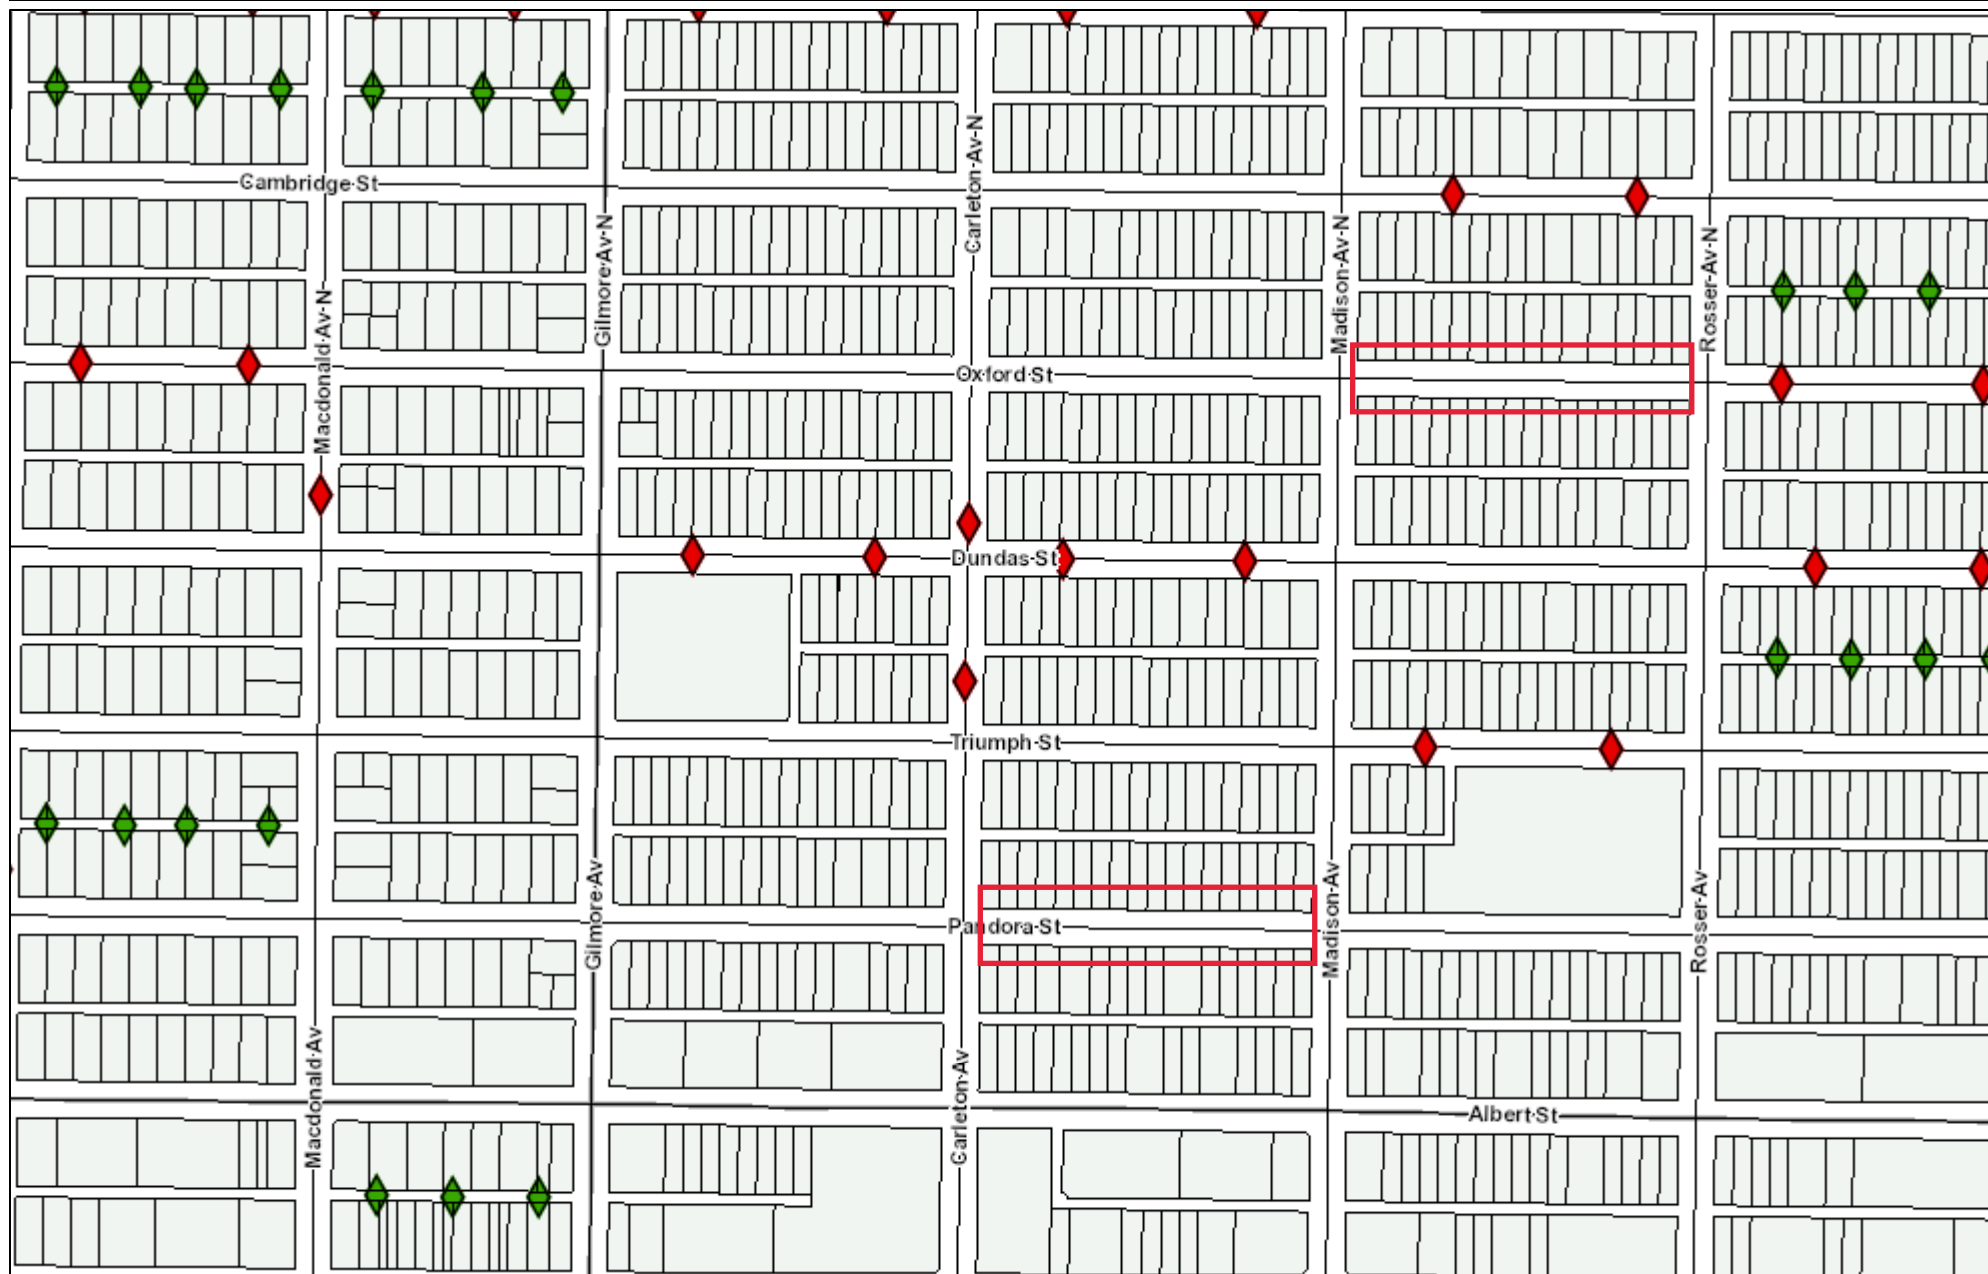 Cambridge St
Carleton Av N
Gilmore Av N
Madison Av N
Rosser Av N
Macdonald Av N
Oxford St
Dundas St
Triumph St
Gilmore Av
Madison Av
Rosser Av
Pandora St
Macdonald Av
Carleton Av
Albert St